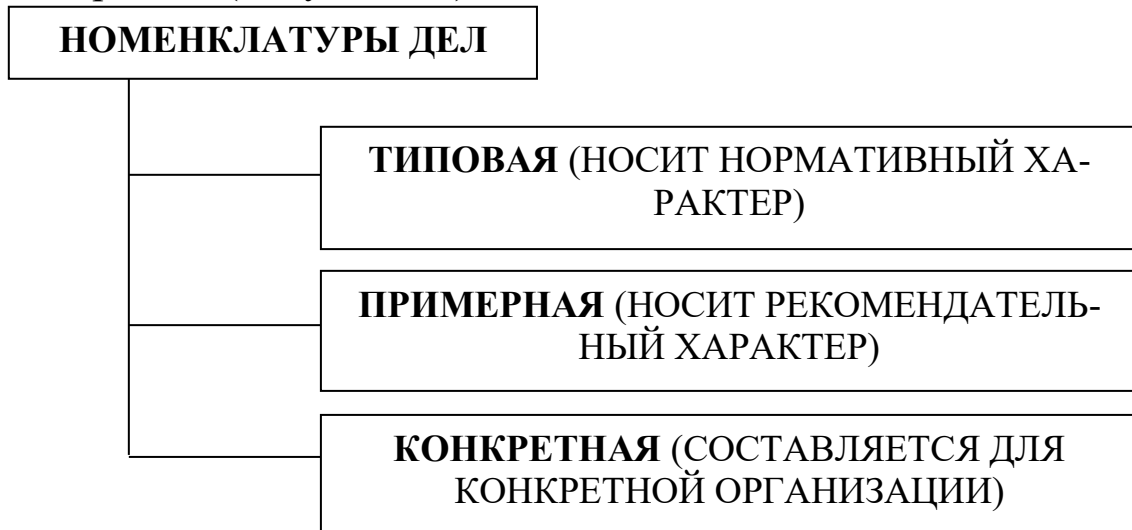 НОМЕНКЛАТУРЫ ДЕЛ
ТИПОВАЯ (НОСИТ НОРМАТИВНЫЙ ХА-
РАКТЕР)
ПРИМЕРНАЯ (НОСИТ РЕКОМЕНДАТЕЛЬ-
НЫЙ ХАРАКТЕР)
КОНКРЕТНАЯ (СОСТАВЛЯЕТСЯ ДЛЯ
КОНКРЕТНОЙ ОРГАНИЗАЦИИ)